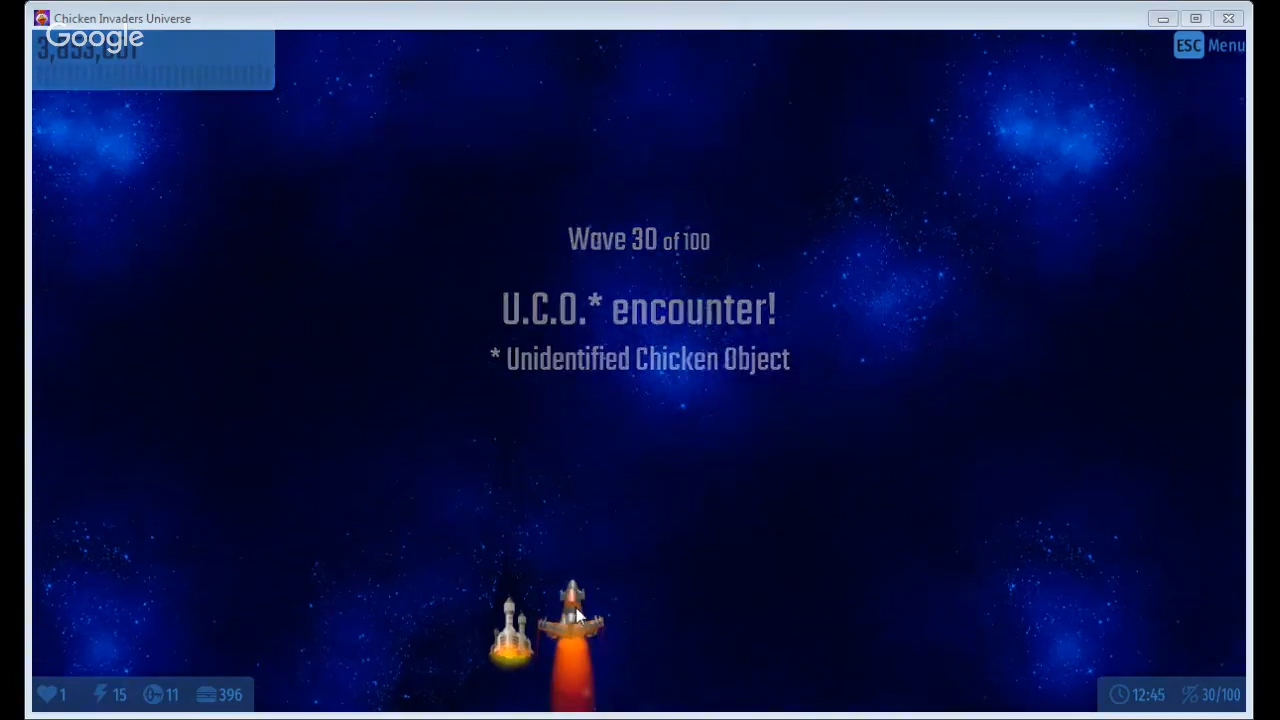 Chicken Invaders Universe
Google
ESC Menu
Wave 30 of 100
U.C.O.* encounter!
* Unidentified Chicken Object
1 15 11 396
12:45 30/100